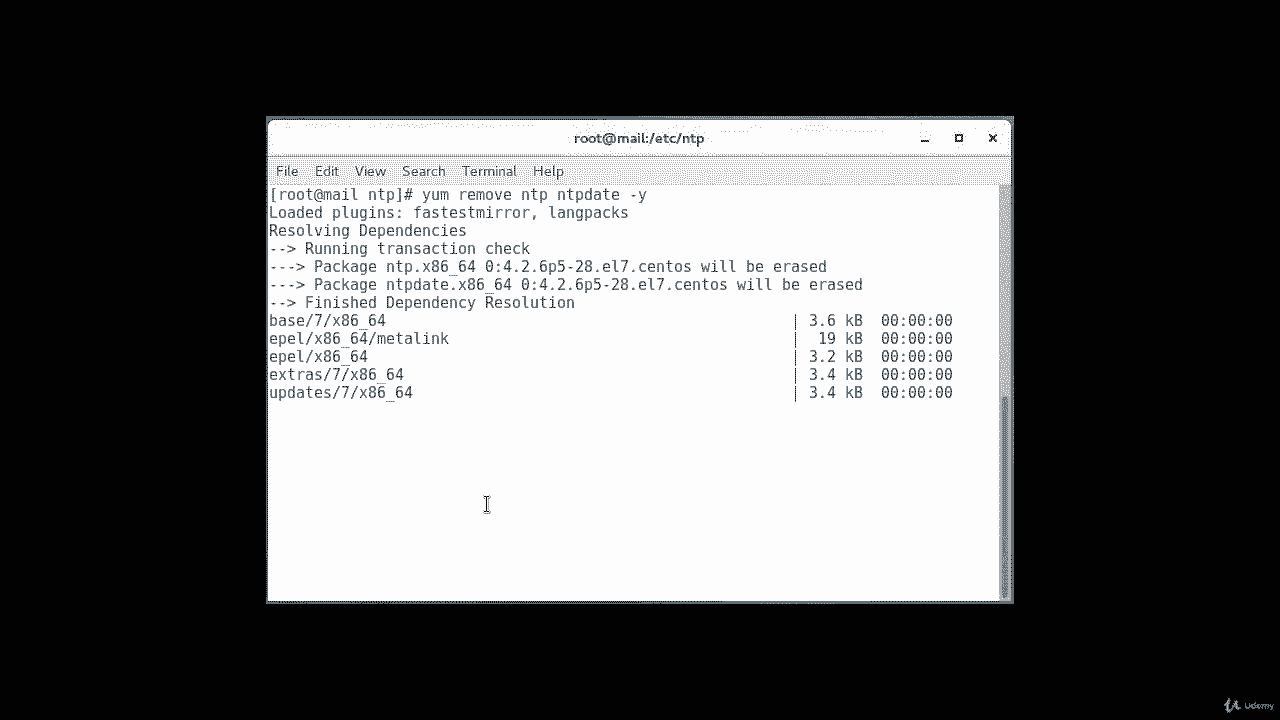 root@mail:/etc/ntp
File Edit View Search Terminal Help
[root@mail ntp]# yum remove ntp ntpdate -y
Loaded plugins: fastestmirror, langpacks
Resolving Dependencies
--> Running transaction check
---> Package ntp.x86_64 0:4.2.6p5-28.el7.centos will be erased
---> Package ntpdate.x86_64 0:4.2.6p5-28.el7.centos will be erased
--> Finished Dependency Resolution
base/7/x86_64 | 3.6 kB 00:00:00
epel/x86_64/metalink | 19 kB 00:00:00
epel/x86_64 | 3.2 kB 00:00:00
extras/7/x86_64 | 3.4 kB 00:00:00
updates/7/x86_64 | 3.4 kB 00:00:00
Udemy